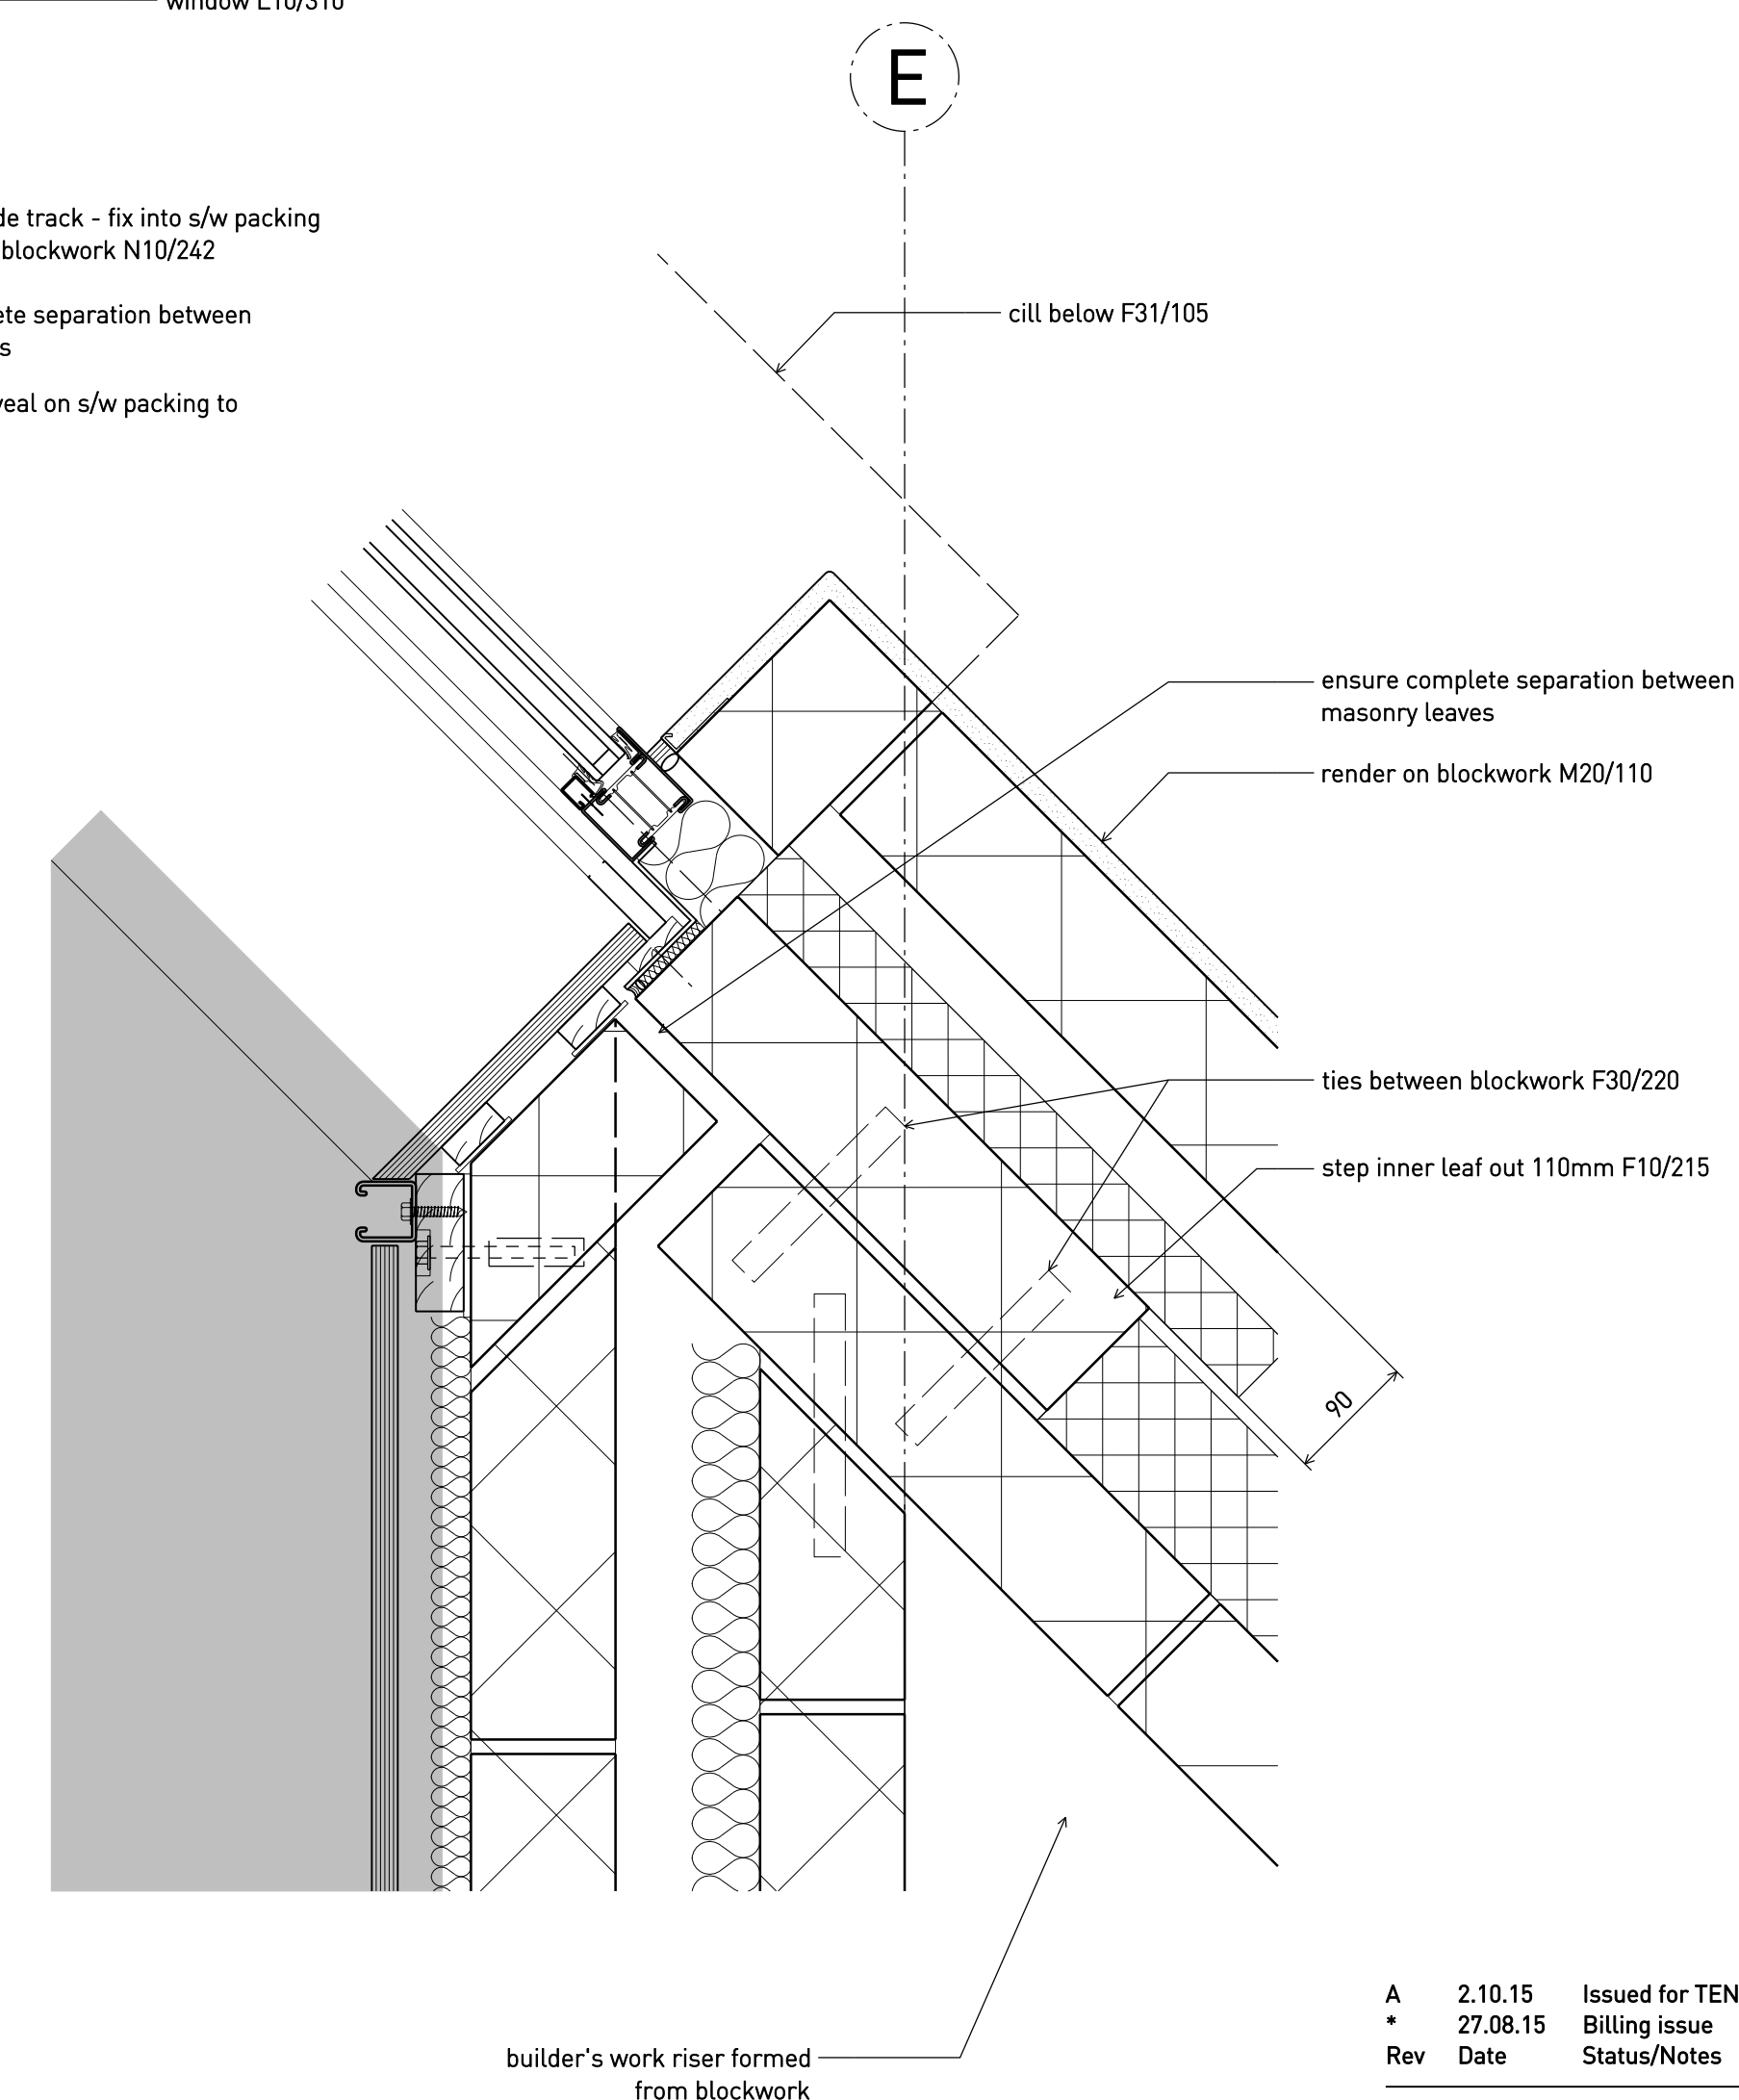 window L10/310
E
de track - fix into s/w packing
blockwork N10/242
ete separation between
s
veal on s/w packing to
cill below F31/105
ensure complete separation between
masonry leaves
render on blockwork M20/110
ties between blockwork F30/220
step inner leaf out 110mm F10/215
90
builder's work riser formed
from blockwork
A 2.10.15 Issued for TEN
* 27.08.15 Billing issue
Rev Date Status/Notes